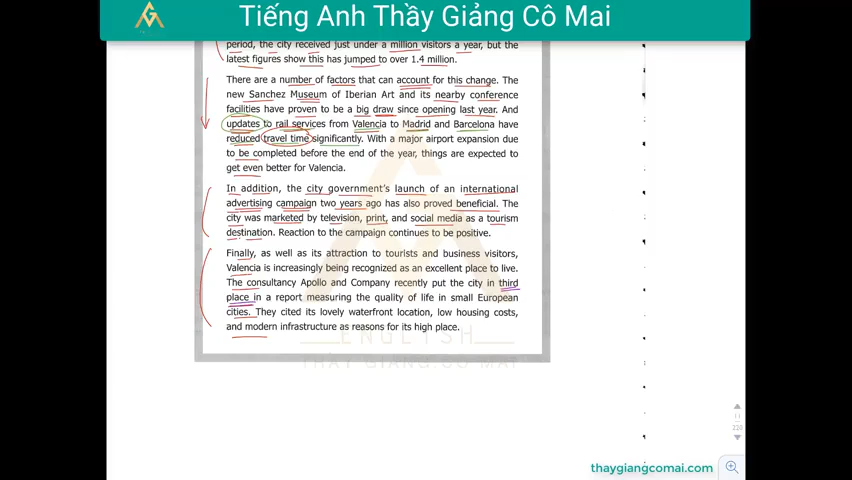 Tiếng Anh Thầy Giảng Cô Mai
period, the city received just under a million visitors a year, but the
latest figures show this has jumped to over 1.4 million.
There are a number of factors that can account for this change. The
new Sanchez Museum of Iberian Art and its nearby conference
facilities have proven to be a big draw since opening last year. And
updates to rail services from Valencia to Madrid and Barcelona have
reduced travel time significantly. With a major airport expansion due
to be completed before the end of the year, things are expected to
get even better for Valencia.
In addition, the city government's launch of an international
advertising campaign two years ago has also proved beneficial. The
city was marketed by television, print, and social media as a tourism
destination. Reaction to the campaign continues to be positive.
Finally, as well as its attraction to tourists and business visitors,
Valencia is increasingly being recognized as an excellent place to live.
The consultancy Apollo and Company recently put the city in third
place in a report measuring the quality of life in small European
cities. They cited its lovely waterfront location, low housing costs,
and modern infrastructure as reasons for its high place.
ENGLISH
THẦY GIẢNG CÔ MAI
228
thaygiangcomai.com